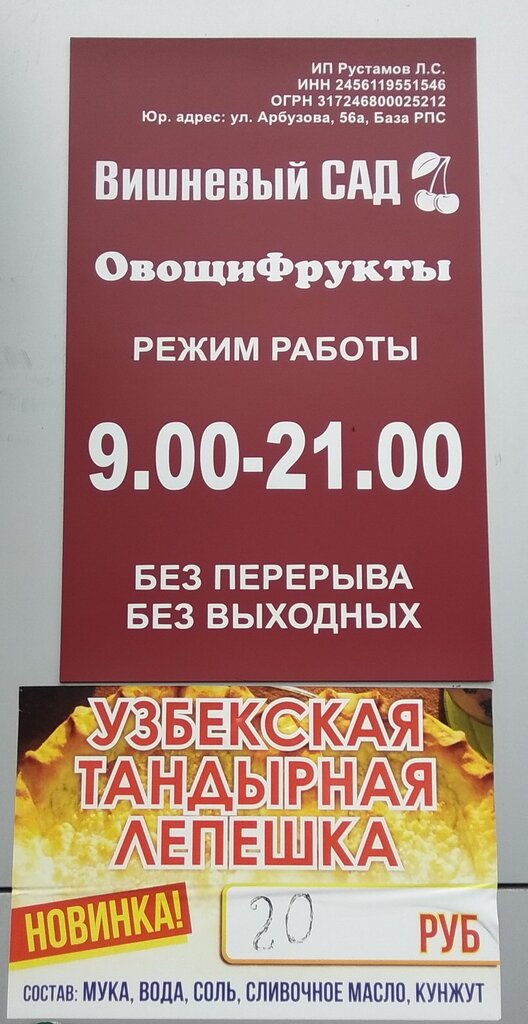 ИП Рустамов Л.С.
ИНН 2456119551546
ОГРН 317246800025212
Юр. адрес: ул. Арбузова, 56а, База РПС
Вишневый САД
ОвощиФрукты
РЕЖИМ РАБОТЫ
9.00-21.00
БЕЗ ПЕРЕРЫВА
БЕЗ ВЫХОДНЫХ
УЗБЕКСКАЯ
ТАНДЫРНАЯ
ЛЕПЕШКА
НОВИНКА!
20 РУБ
СОСТАВ: МУКА, ВОДА, СОЛЬ, СЛИВОЧНОЕ МАСЛО, КУНЖУТ